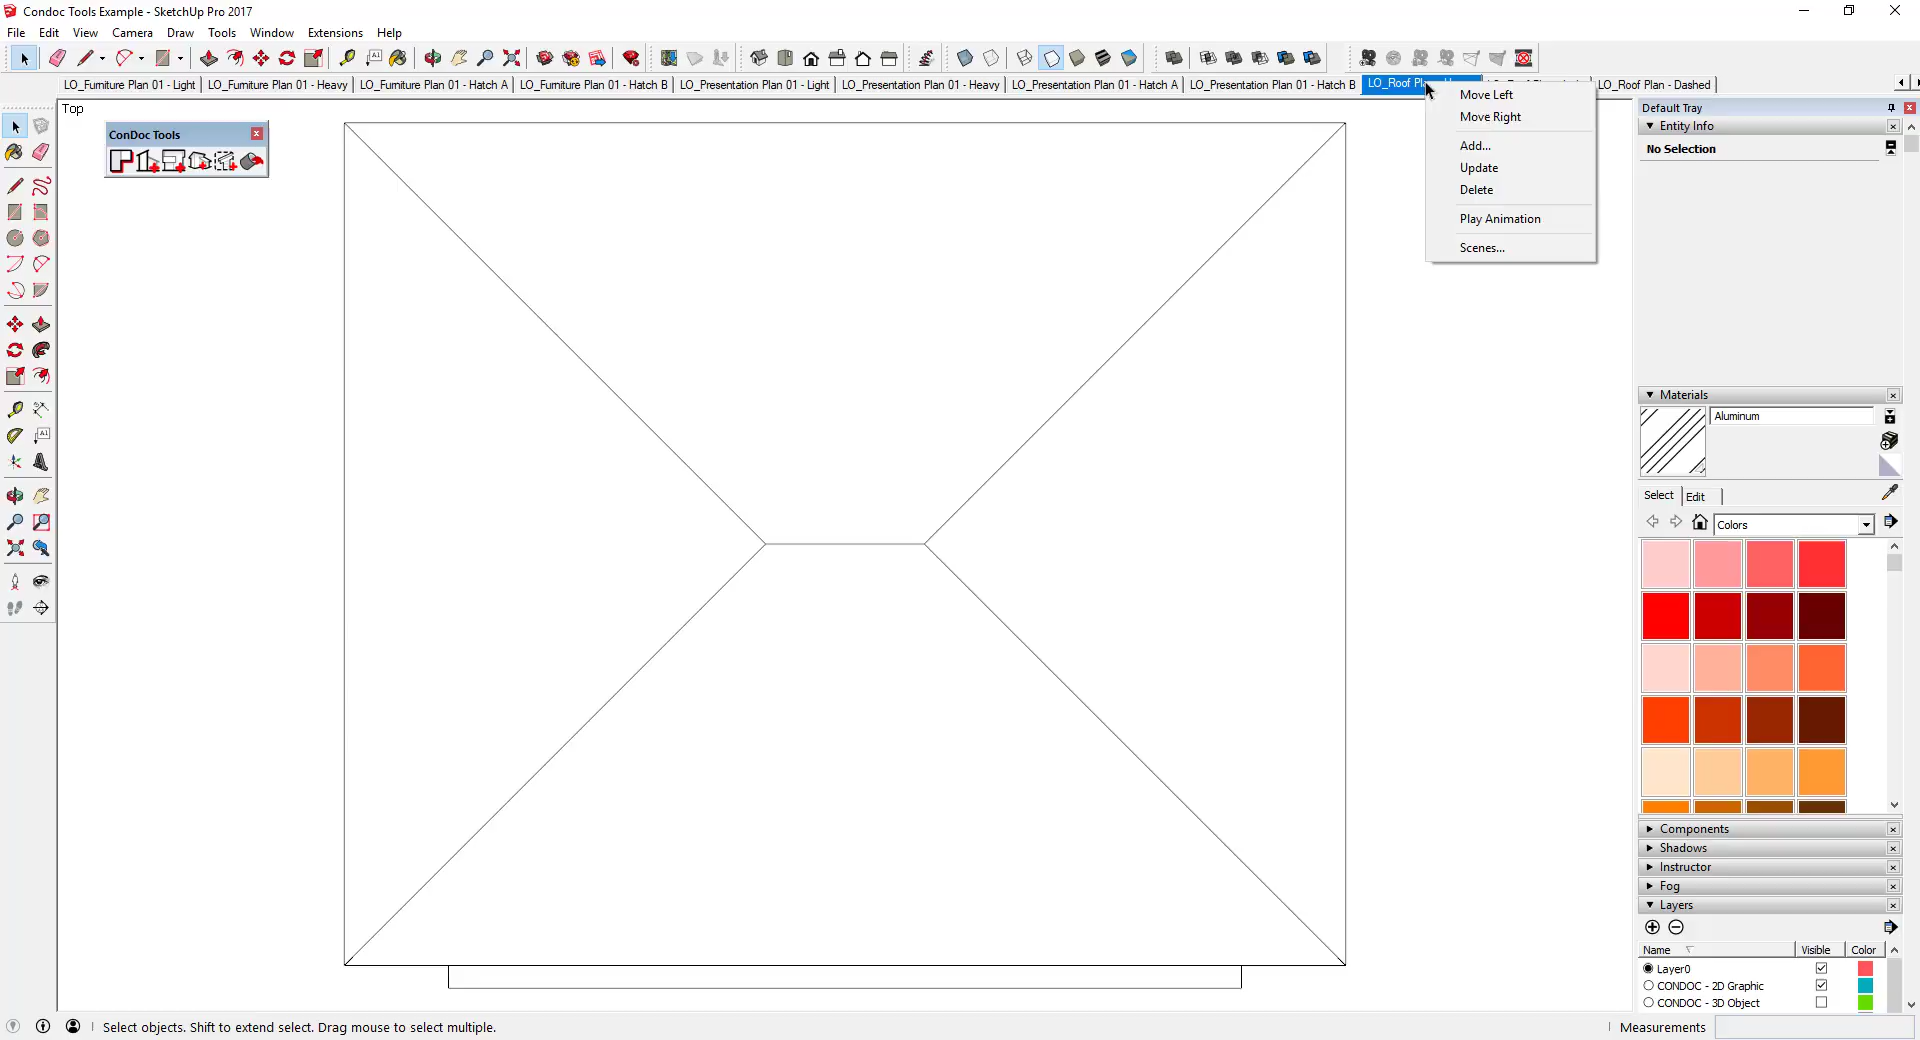 Condoc Tools Example - SketchUp Pro 2017
File Edit View Camera Draw Tools Window Extensions Help
LO_Furniture Plan 01 - Light LO_Furniture Plan 01 - Heavy LO_Furniture Plan 01 - Hatch A LO_Furniture Plan 01 - Hatch B LO_Presentation Plan 01 - Light LO_Presentation Plan 01 - Heavy LO_Presentation Plan 01 - Hatch A LO_Presentation Plan 01 - Hatch B LO_Roof LO_Roof Plan - Dashed
Top
ConDoc Tools
Move Left
Move Right
Add...
Update
Delete
Play Animation
Scenes...
Default Tray
Entity Info
No Selection
Materials
Aluminum
Select Edit
Colors
Components
Shadows
Instructor
Fog
Layers
Name Visible Color
Layer0
CONDOC - 2D Graphic
CONDOC - 3D Object
Select objects. Shift to extend select. Drag mouse to select multiple.
Measurements